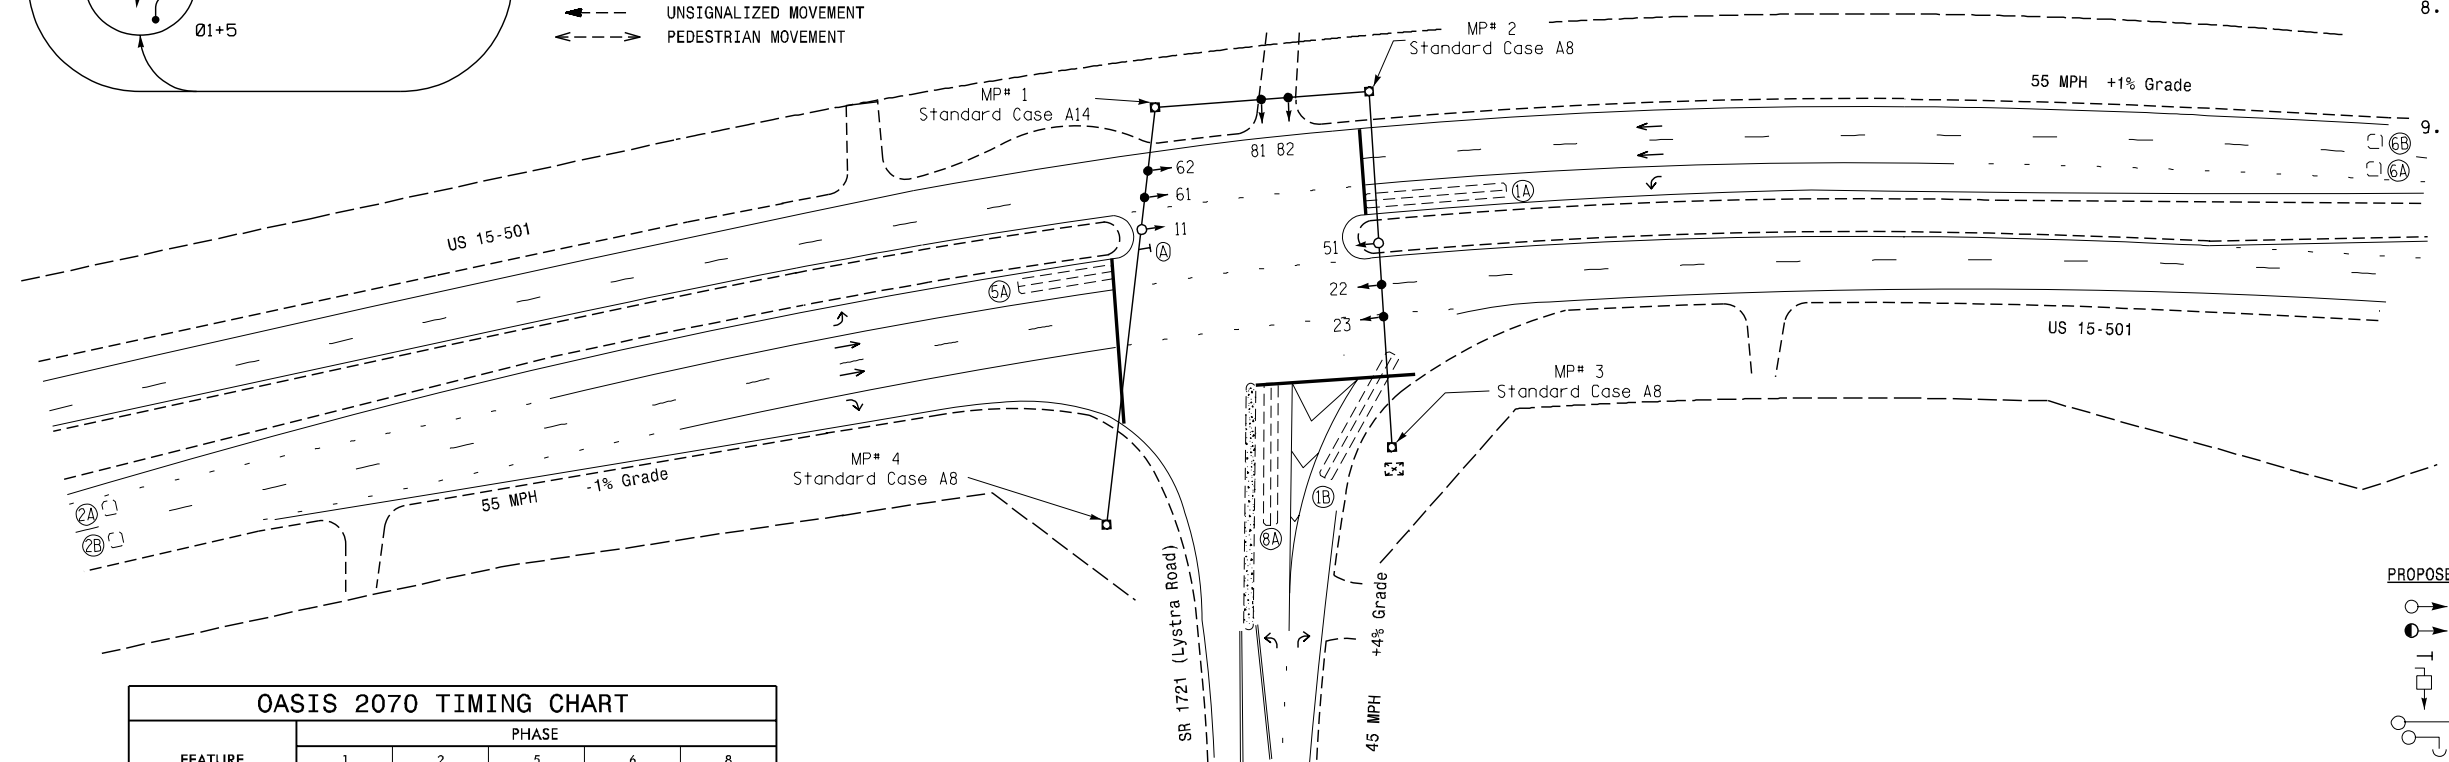 Ø1+5
UNSIGNALIZED MOVEMENT
PEDESTRIAN MOVEMENT
8.
9.
MP# 2
Standard Case A8
MP# 1
Standard Case A14
55 MPH +1% Grade
81 82
62
61
11
A
51
22
23
1A
6B
6A
US 15-501
5A
US 15-501
MP# 3
Standard Case A8
MP# 4
Standard Case A8
55 MPH -1% Grade
2A
2B
1B
8A
SR 1721 (Lystra Road)
45 MPH +4% Grade
PROPOSE
OASIS 2070 TIMING CHART
PHASE
FEATURE
1 2 5 6 8